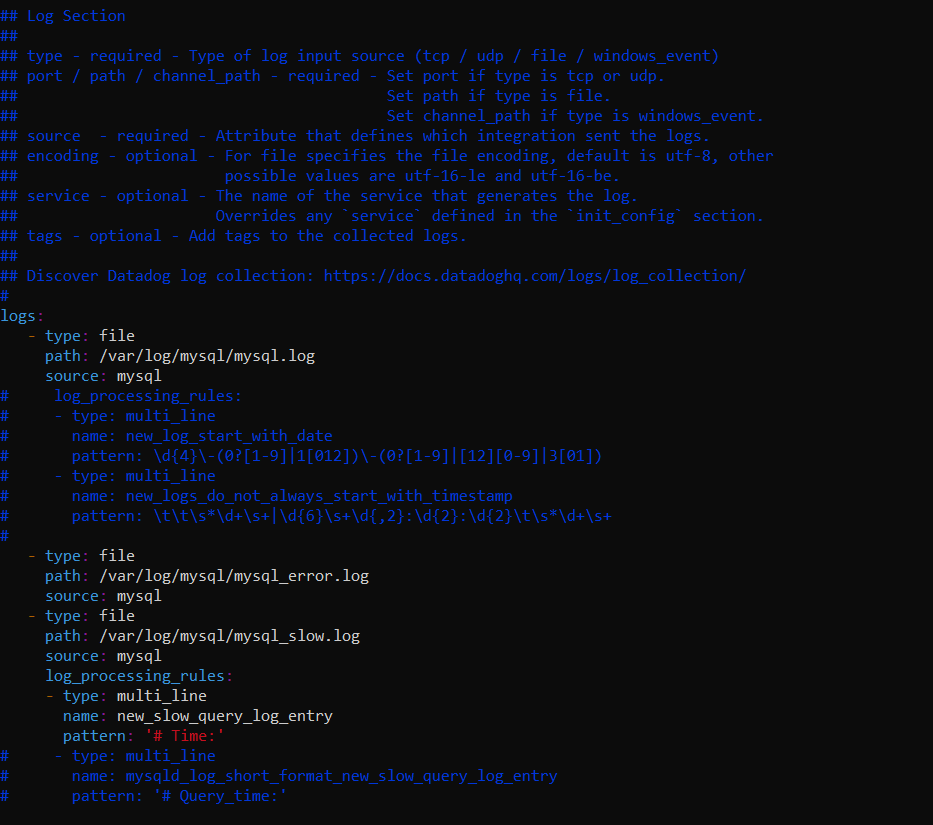 ## Log Section
##
## type - required - Type of log input source (tcp / udp / file / windows_event)
## port / path / channel_path - required - Set port if type is tcp or udp.
##                                         Set path if type is file.
##                                         Set channel_path if type is windows_event.
## source  - required - Attribute that defines which integration sent the logs.
## encoding - optional - For file specifies the file encoding, default is utf-8, other
##                       possible values are utf-16-le and utf-16-be.
## service - optional - The name of the service that generates the log.
##                      Overrides any `service` defined in the `init_config` section.
## tags - optional - Add tags to the collected logs.
##
## Discover Datadog log collection: https://docs.datadoghq.com/logs/log_collection/
#
logs:
   - type: file
     path: /var/log/mysql/mysql.log
     source: mysql
#     log_processing_rules:
#     - type: multi_line
#       name: new_log_start_with_date
#       pattern: \d{4}\-(0?[1-9]|1[012])\-(0?[1-9]|[12][0-9]|3[01])
#     - type: multi_line
#       name: new_logs_do_not_always_start_with_timestamp
#       pattern: \t\t\s*\d+\s+|\d{6}\s+\d{,2}:\d{2}:\d{2}\t\s*\d+\s+
#
   - type: file
     path: /var/log/mysql/mysql_error.log
     source: mysql
   - type: file
     path: /var/log/mysql/mysql_slow.log
     source: mysql
     log_processing_rules:
     - type: multi_line
       name: new_slow_query_log_entry
       pattern: '# Time:'
#     - type: multi_line
#       name: mysqld_log_short_format_new_slow_query_log_entry
#       pattern: '# Query_time:'